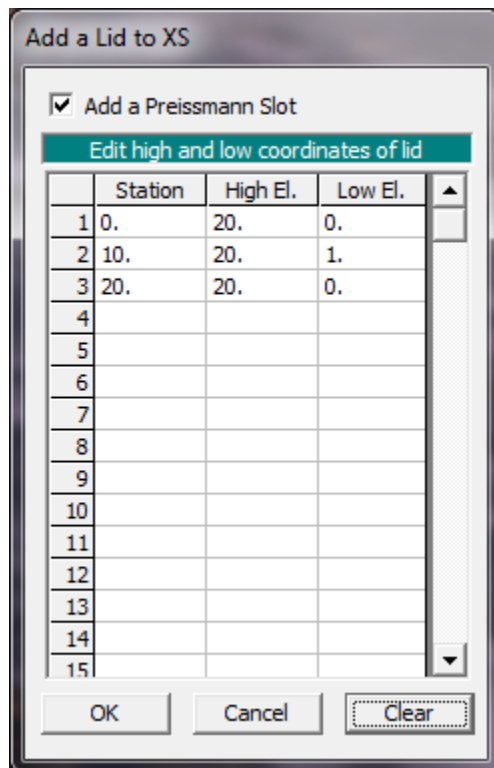 Add a Lid to XS
Add a Preissmann Slot
Edit high and low coordinates of lid
Station High El. Low El.
1 0. 20. 0.
2 10. 20. 1.
3 20. 20. 0.
4
5
6
7
8
9
10
11
12
13
14
15
OK Cancel Clear